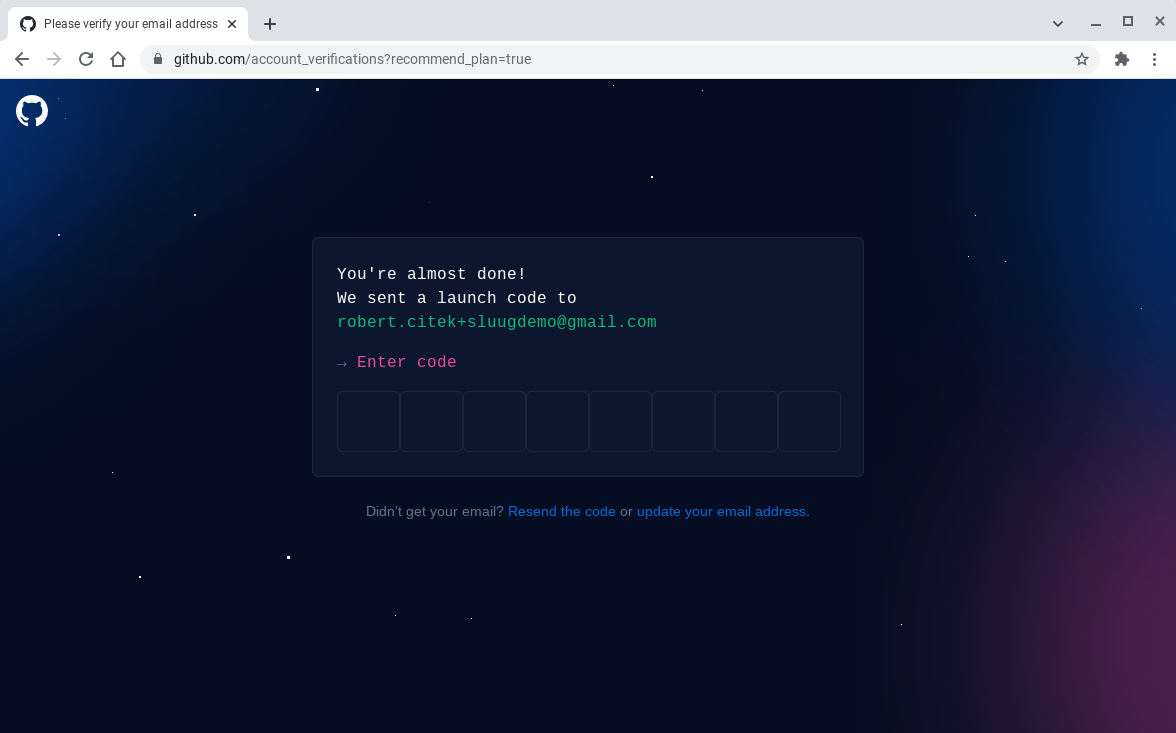 Please verify your email address
github.com/account_verifications?recommend_plan=true
You're almost done!
We sent a launch code to
robert.citek+sluugdemo@gmail.com
→ Enter code
Didn't get your email? Resend the code or update your email address.